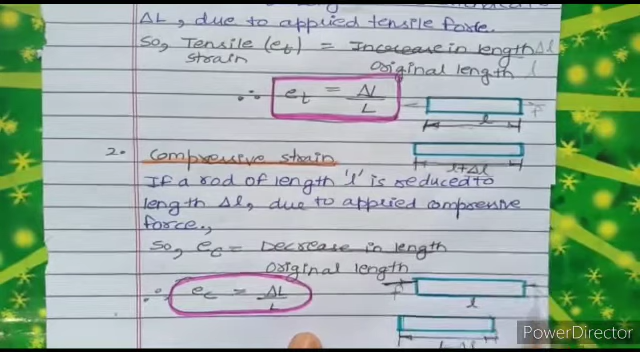 ΔL, due to applied tensile force.
So, Tensile (et) = Increase in length Δl
strain Original length l
∴ et = ΔL
L
F
l
2. Compressive strain
l+Δl
If a rod of length 'l' is reduced to
length Δl, due to applied compressive
force.,
So, ec = Decrease in length
Original length
∴ ec = ΔL
L
F
l
PowerDirector